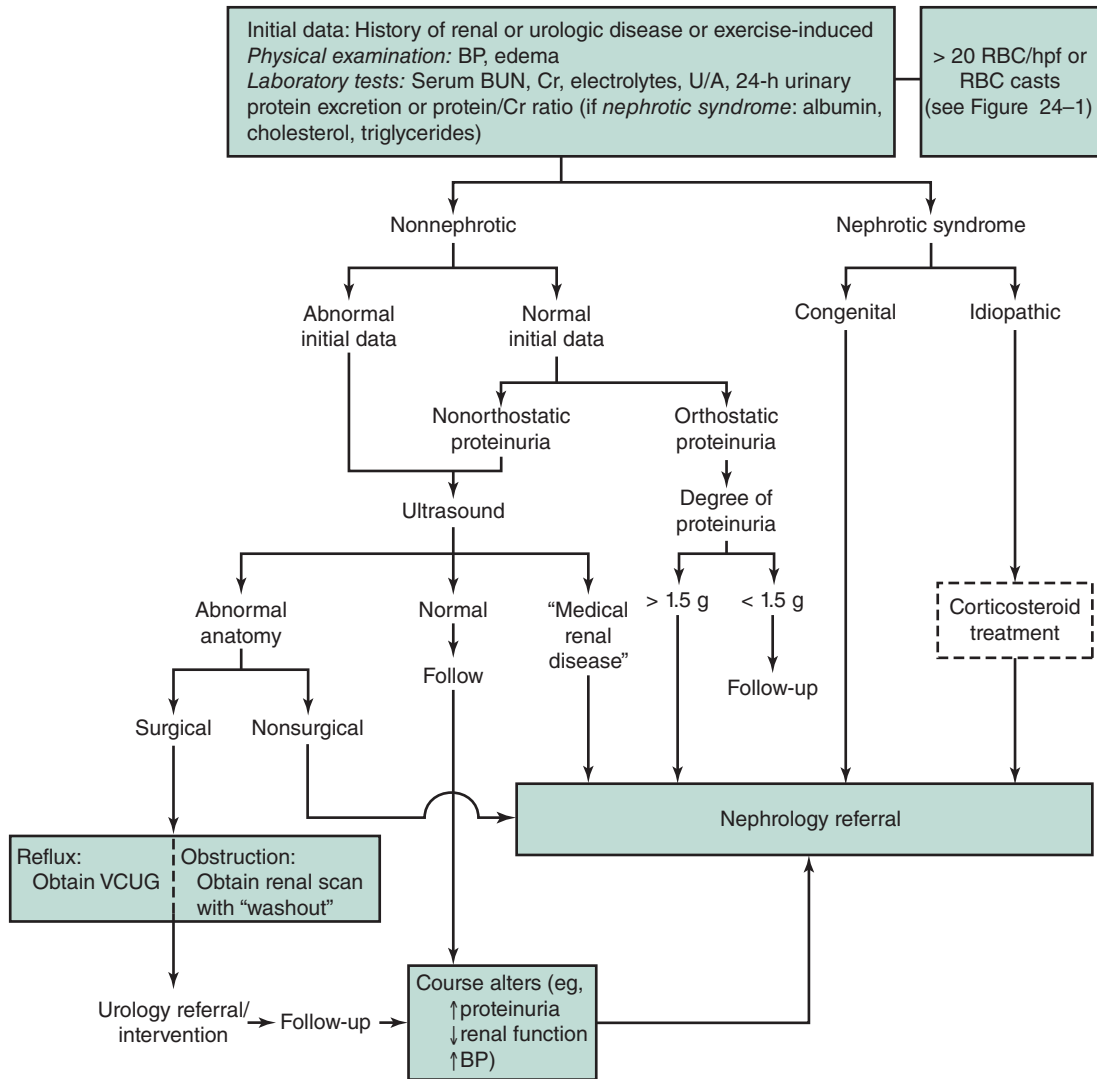 Initial data: History of renal or urologic disease or exercise-induced
Physical examination: BP, edema
Laboratory tests: Serum BUN, Cr, electrolytes, U/A, 24-h urinary
protein excretion or protein/Cr ratio (if nephrotic syndrome: albumin,
cholesterol, triglycerides)
> 20 RBC/hpf or
RBC casts
(see Figure 24–1)
Nonnephrotic
Nephrotic syndrome
Abnormal
initial data
Normal
initial data
Congenital
Idiopathic
Nonorthostatic
proteinuria
Orthostatic
proteinuria
Ultrasound
Degree of
proteinuria
Abnormal
anatomy
Normal
“Medical
renal
disease”
> 1.5 g
< 1.5 g
Corticosteroid
treatment
Follow
Follow-up
Surgical
Nonsurgical
Nephrology referral
Reflux:
Obtain VCUG
Obstruction:
Obtain renal scan
with “washout”
Urology referral/
intervention
Follow-up
Course alters (eg,
↑proteinuria
↓renal function
↑BP)